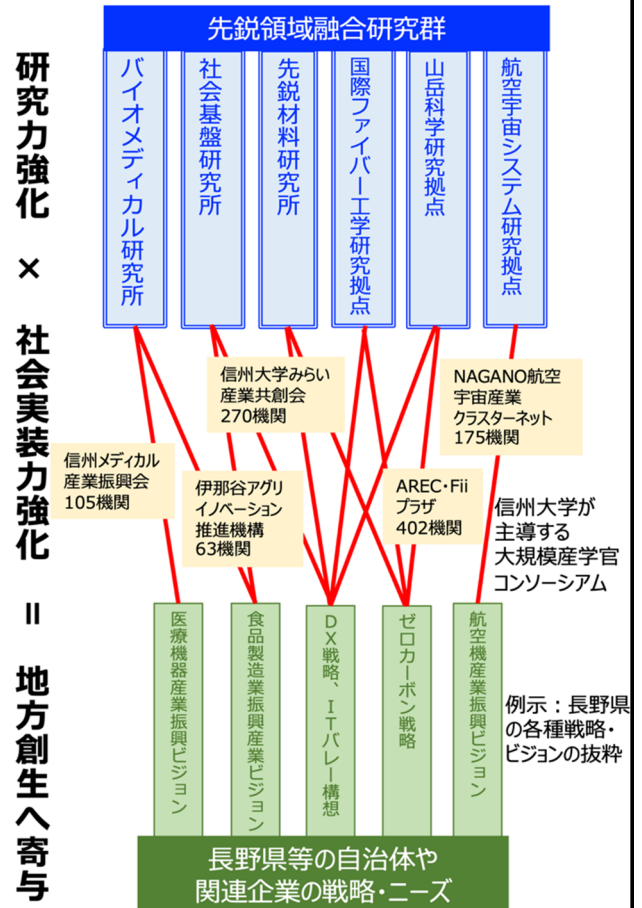 先鋭領域融合研究群
研究力強化 × 社会実装力強化 = 地方創生へ寄与
バイオメディカル研究所
社会基盤研究所
先鋭材料研究所
国際ファイバー工学研究拠点
山岳科学研究拠点
航空宇宙システム研究拠点
信州大学みらい
産業共創会
270機関
NAGANO航空
宇宙産業
クラスターネット
175機関
信州メディカル
産業振興会
105機関
伊那谷アグリ
イノベーション
推進機構
63機関
AREC・Fii
プラザ
402機関
信州大学が
主導する
大規模産学官
コンソーシアム
医療機器産業振興ビジョン
食品製造業振興産業ビジョン
DX戦略、ITバレー構想
ゼロカーボン戦略
航空機産業振興ビジョン
例示：長野県
の各種戦略・
ビジョンの抜粋
長野県等の自治体や
関連企業の戦略・ニーズ